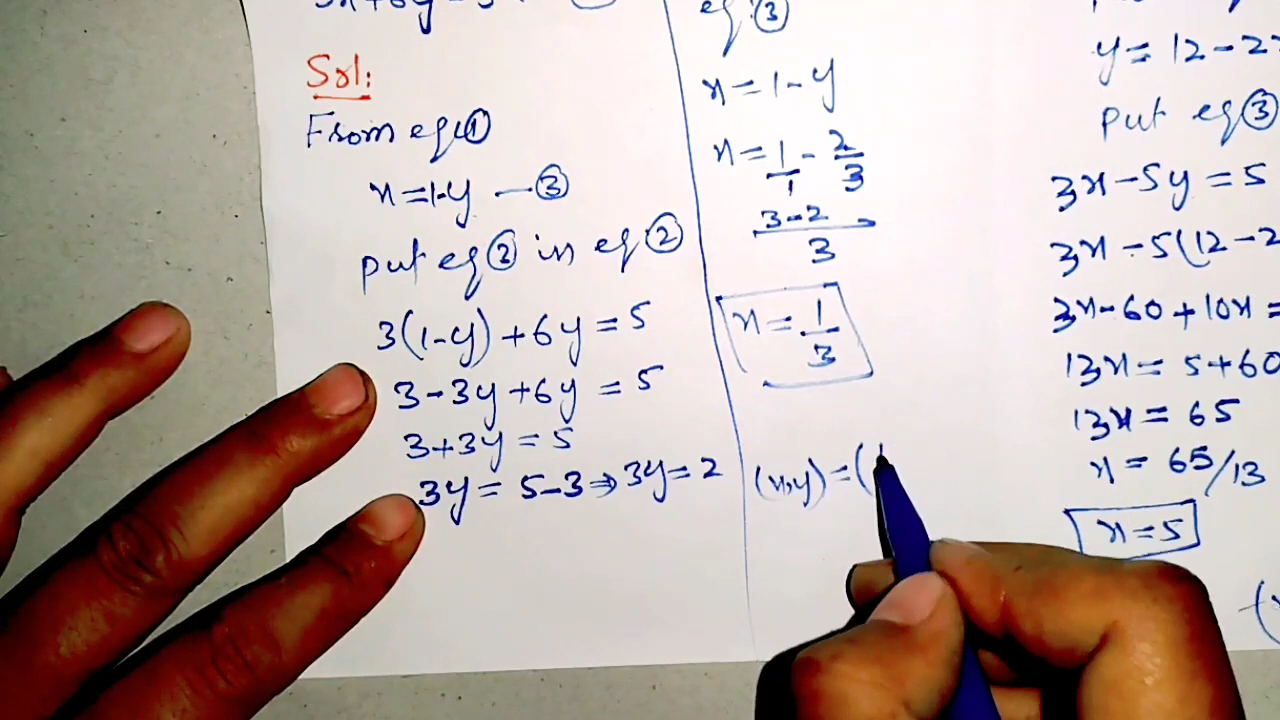 Sol:
From eq①
x=1-y —③
put eq③ in eq②
3(1-y)+6y=5
3-3y+6y=5
3+3y=5
3y=5-3⇒3y=2
eq③
x=1-y
x=1/1-2/3
3-2/3
x=1/3
(x,y)=(1
y=12-2
put eq③
3x-5y=5
3x-5(12-2
3x-60+10x=
13x=5+60
13x=65
x=65/13
x=5
(